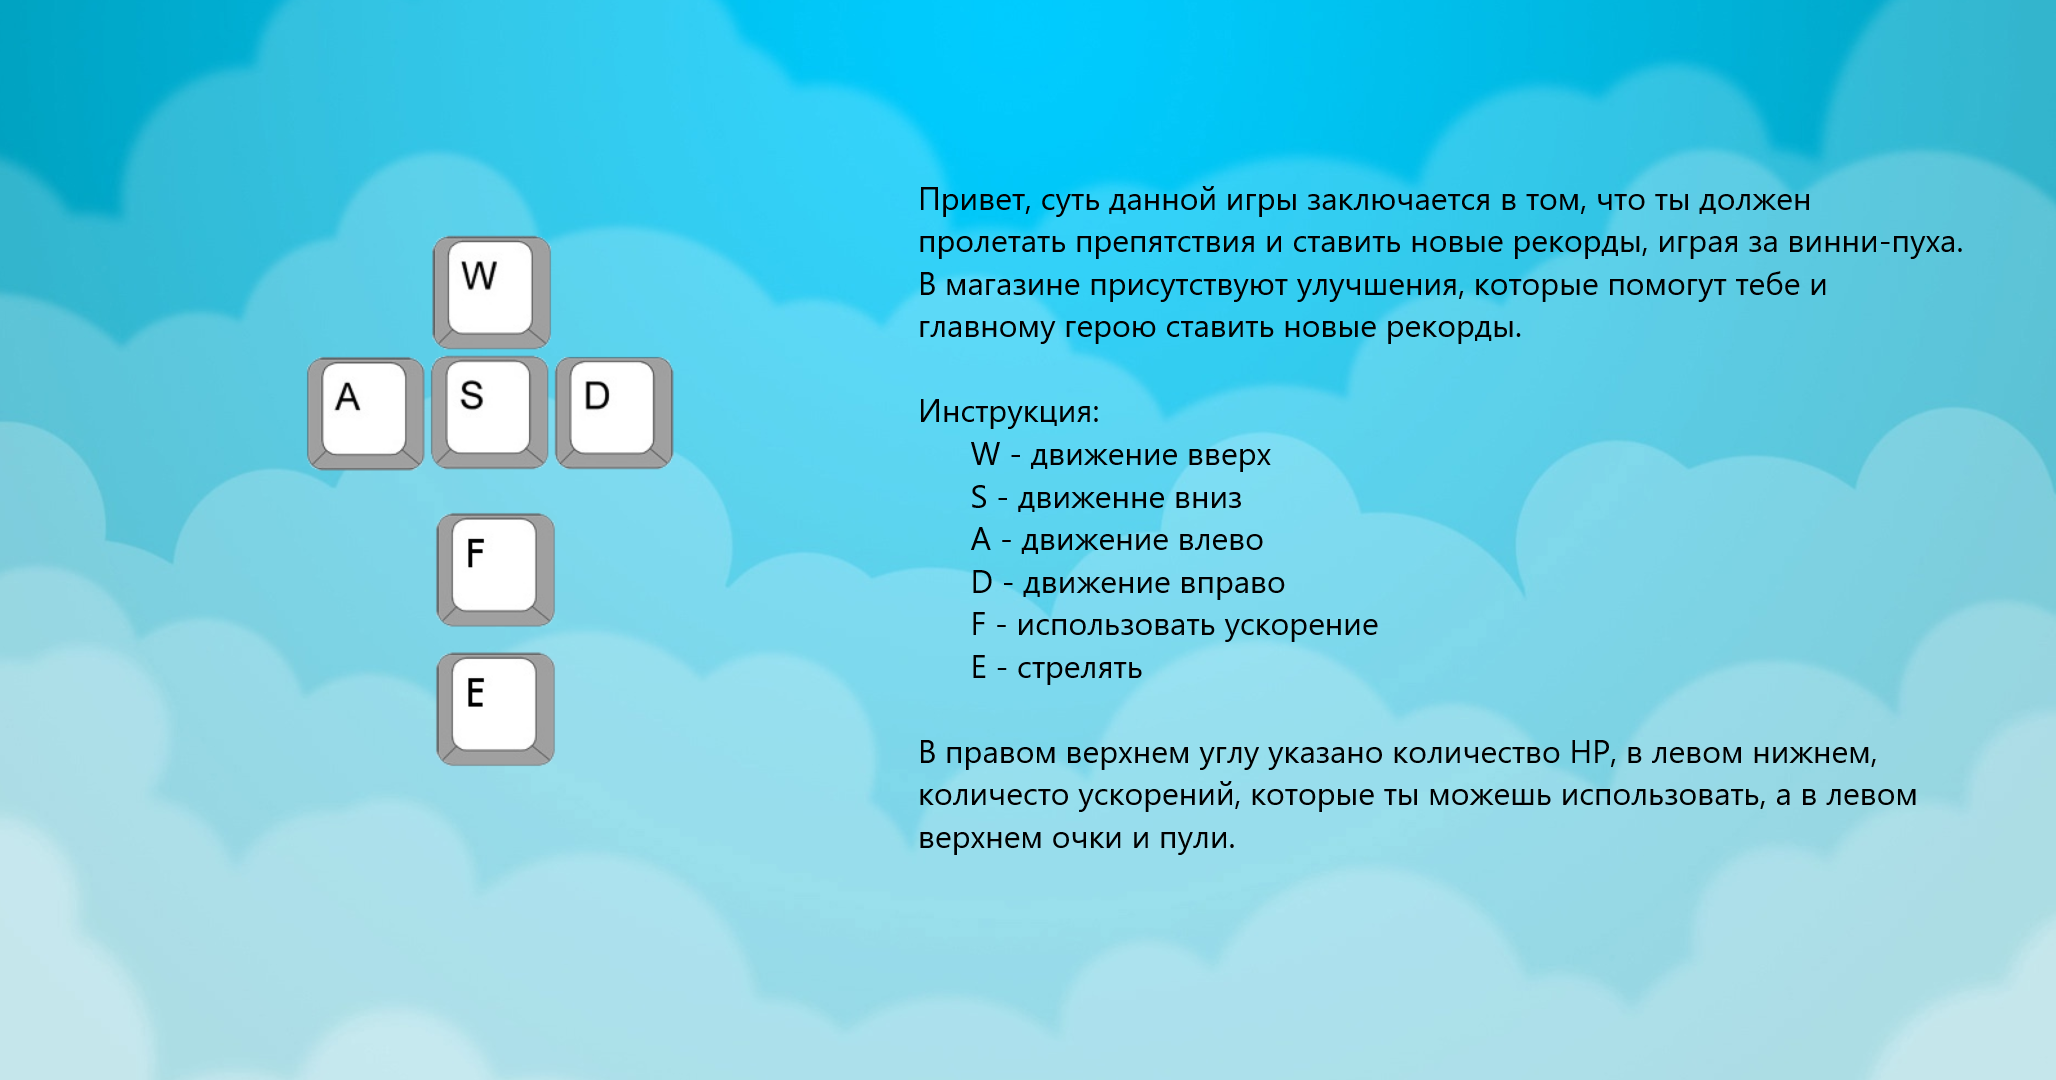 W
A S D
F
E
Привет, суть данной игры заключается в том, что ты должен
пролетать препятствия и ставить новые рекорды, играя за винни-пуха.
В магазине присутствуют улучшения, которые помогут тебе и
главному герою ставить новые рекорды.
Инструкция:
W - движение вверх
S - движенне вниз
A - движение влево
D - движение вправо
F - использовать ускорение
E - стрелять
В правом верхнем углу указано количество HP, в левом нижнем,
количесто ускорений, которые ты можешь использовать, а в левом
верхнем очки и пули.